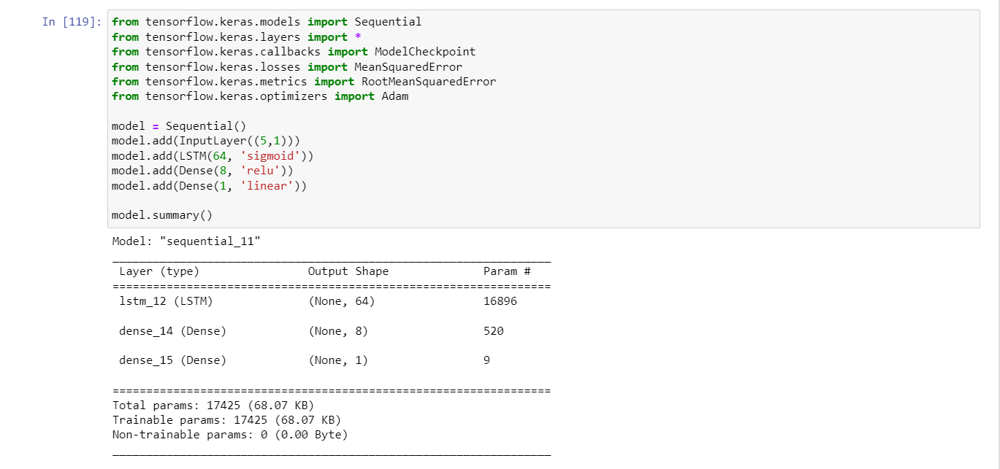 In [119]: from tensorflow.keras.models import Sequential
from tensorflow.keras.layers import *
from tensorflow.keras.callbacks import ModelCheckpoint
from tensorflow.keras.losses import MeanSquaredError
from tensorflow.keras.metrics import RootMeanSquaredError
from tensorflow.keras.optimizers import Adam
model = Sequential()
model.add(InputLayer((5,1)))
model.add(LSTM(64, 'sigmoid'))
model.add(Dense(8, 'relu'))
model.add(Dense(1, 'linear'))
model.summary()
Model: "sequential_11"
_________________________________________________________________
Layer (type) Output Shape Param #
=================================================================
lstm_12 (LSTM) (None, 64) 16896
dense_14 (Dense) (None, 8) 520
dense_15 (Dense) (None, 1) 9
=================================================================
Total params: 17425 (68.07 KB)
Trainable params: 17425 (68.07 KB)
Non-trainable params: 0 (0.00 Byte)
_________________________________________________________________